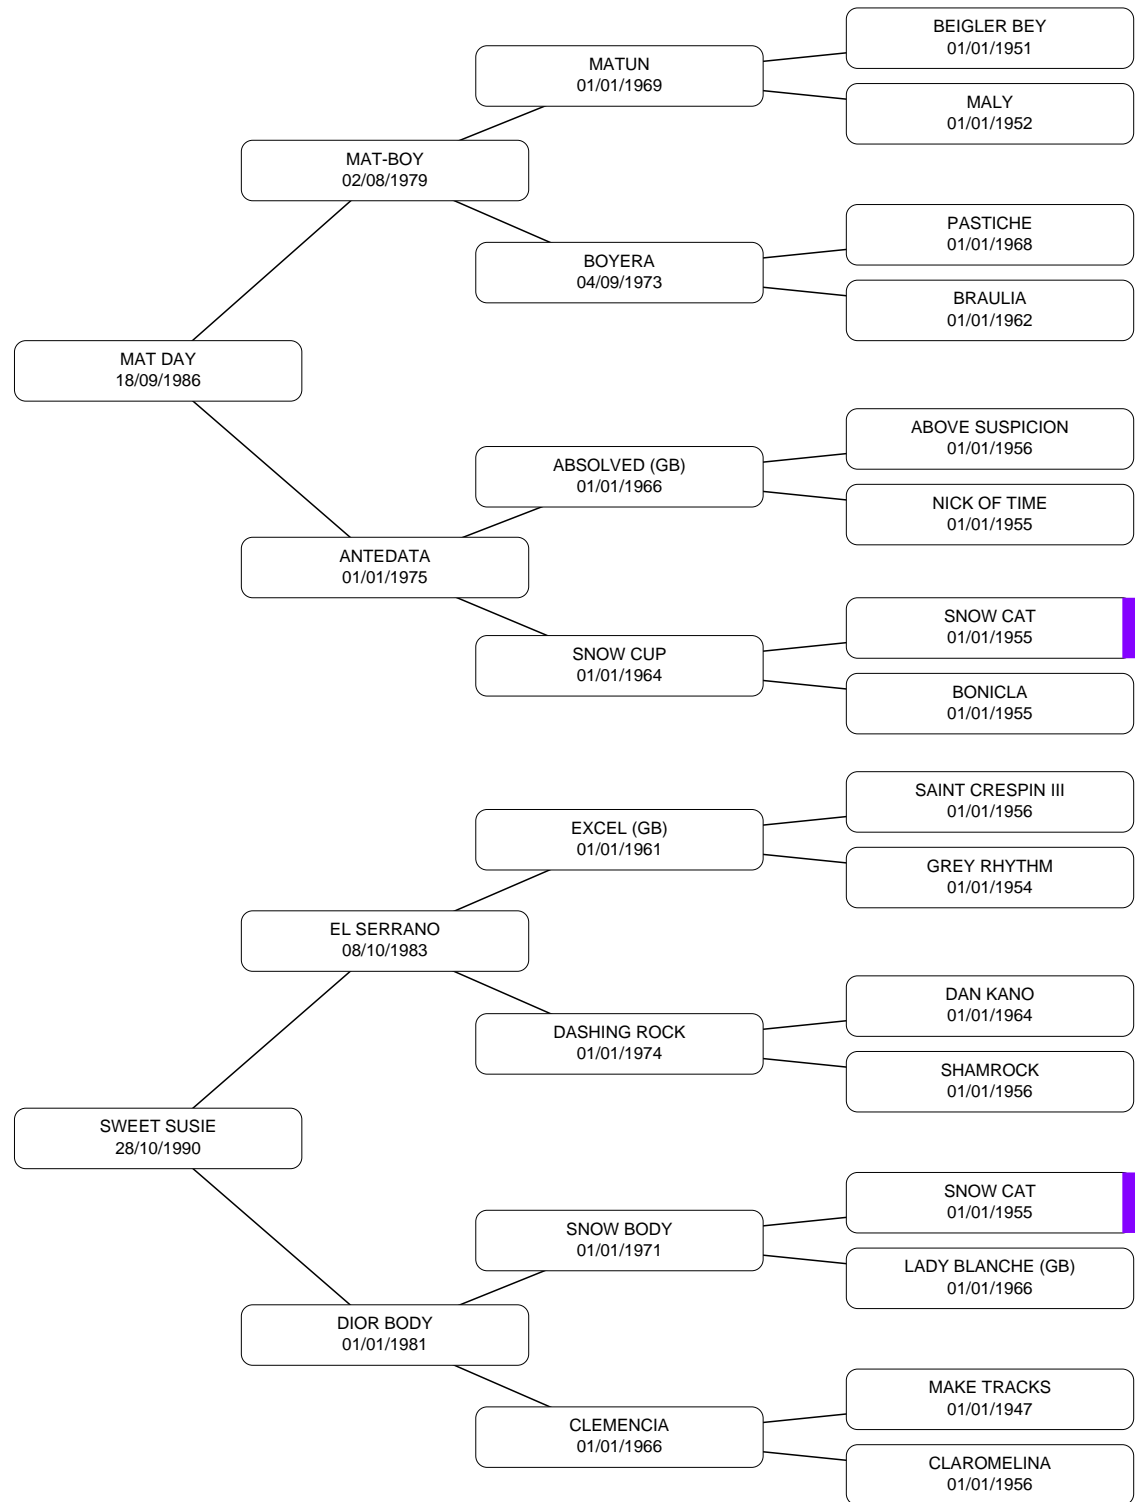 BEIGLER BEY
01/01/1951
MATUN
01/01/1969
MALY
01/01/1952
MAT-BOY
02/08/1979
PASTICHE
01/01/1968
BOYERA
04/09/1973
BRAULIA
01/01/1962
MAT DAY
18/09/1986
ABOVE SUSPICION
01/01/1956
ABSOLVED (GB)
01/01/1966
NICK OF TIME
01/01/1955
ANTEDATA
01/01/1975
SNOW CAT
01/01/1955
SNOW CUP
01/01/1964
BONICLA
01/01/1955
SAINT CRESPIN III
01/01/1956
EXCEL (GB)
01/01/1961
GREY RHYTHM
01/01/1954
EL SERRANO
08/10/1983
DAN KANO
01/01/1964
DASHING ROCK
01/01/1974
SHAMROCK
01/01/1956
SWEET SUSIE
28/10/1990
SNOW CAT
01/01/1955
SNOW BODY
01/01/1971
LADY BLANCHE (GB)
01/01/1966
DIOR BODY
01/01/1981
MAKE TRACKS
01/01/1947
CLEMENCIA
01/01/1966
CLAROMELINA
01/01/1956